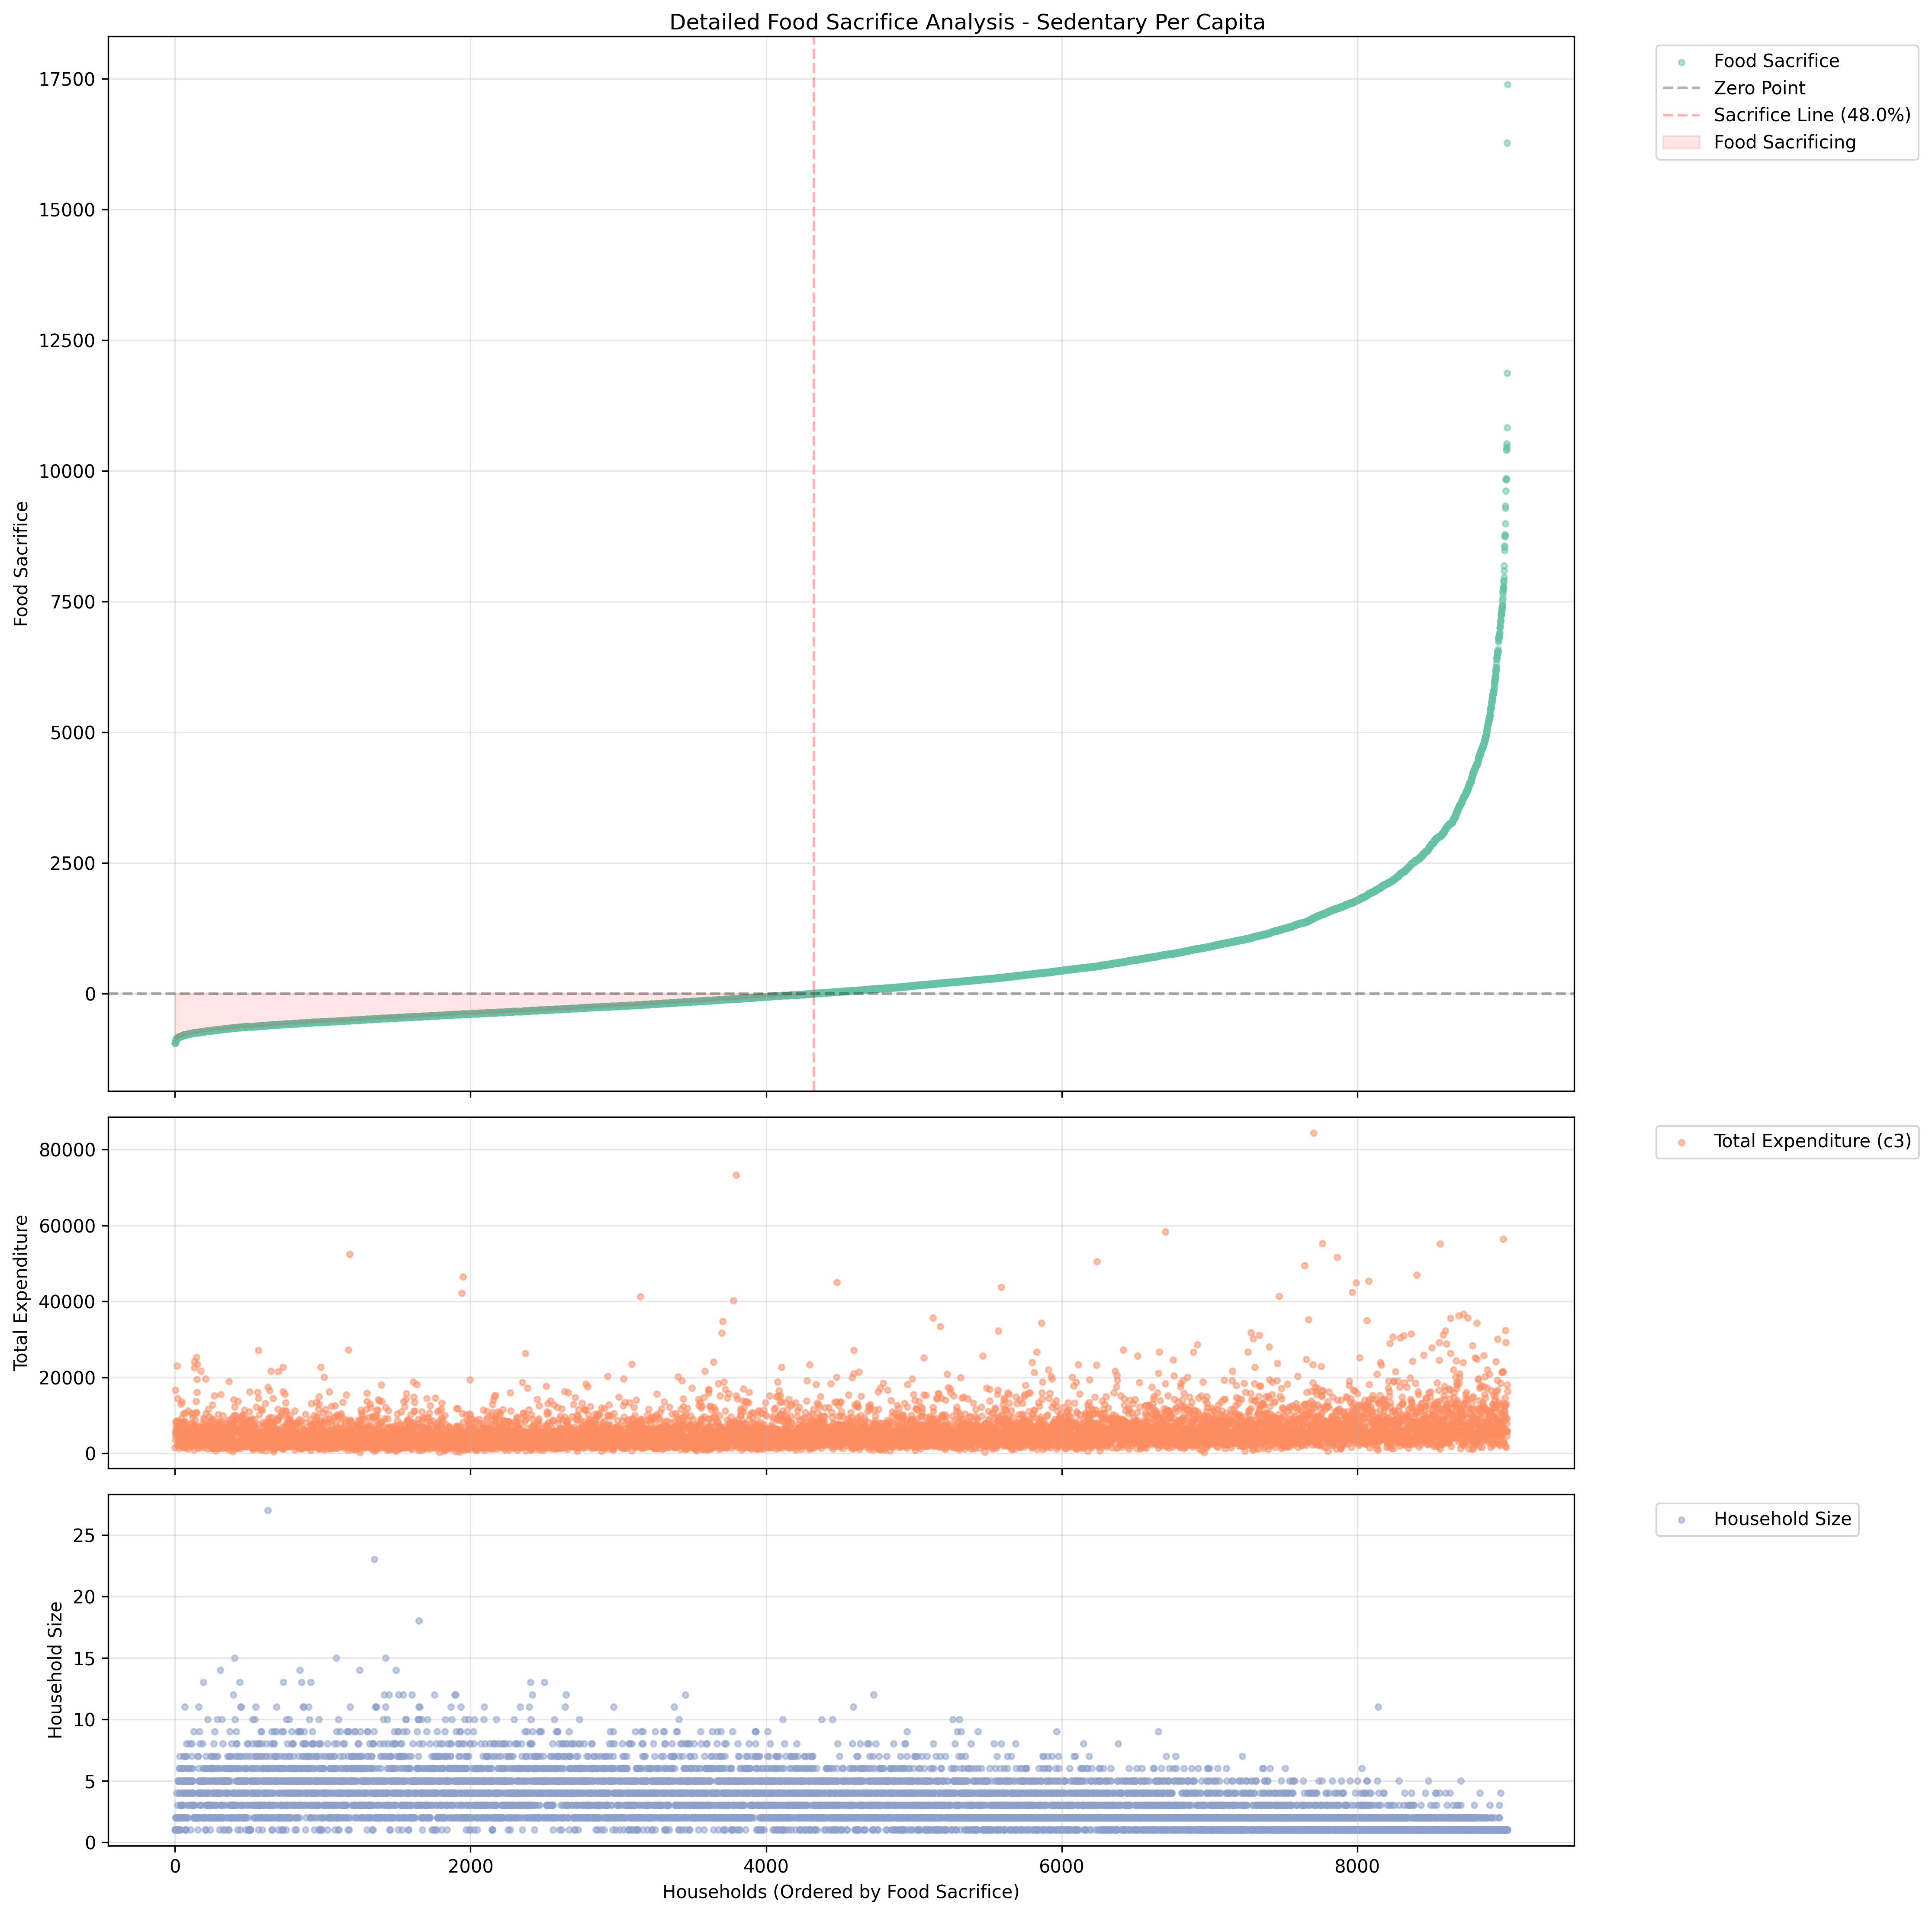 Detailed Food Sacrifice Analysis - Sedentary Per Capita
17500
15000
12500
10000
7500
5000
2500
0
Food Sacrifice
Food Sacrifice
Zero Point
Sacrifice Line (48.0%)
Food Sacrificing
80000
60000
40000
20000
0
Total Expenditure
Total Expenditure (c3)
25
20
15
10
5
0
Household Size
Household Size
0 2000 4000 6000 8000
Households (Ordered by Food Sacrifice)